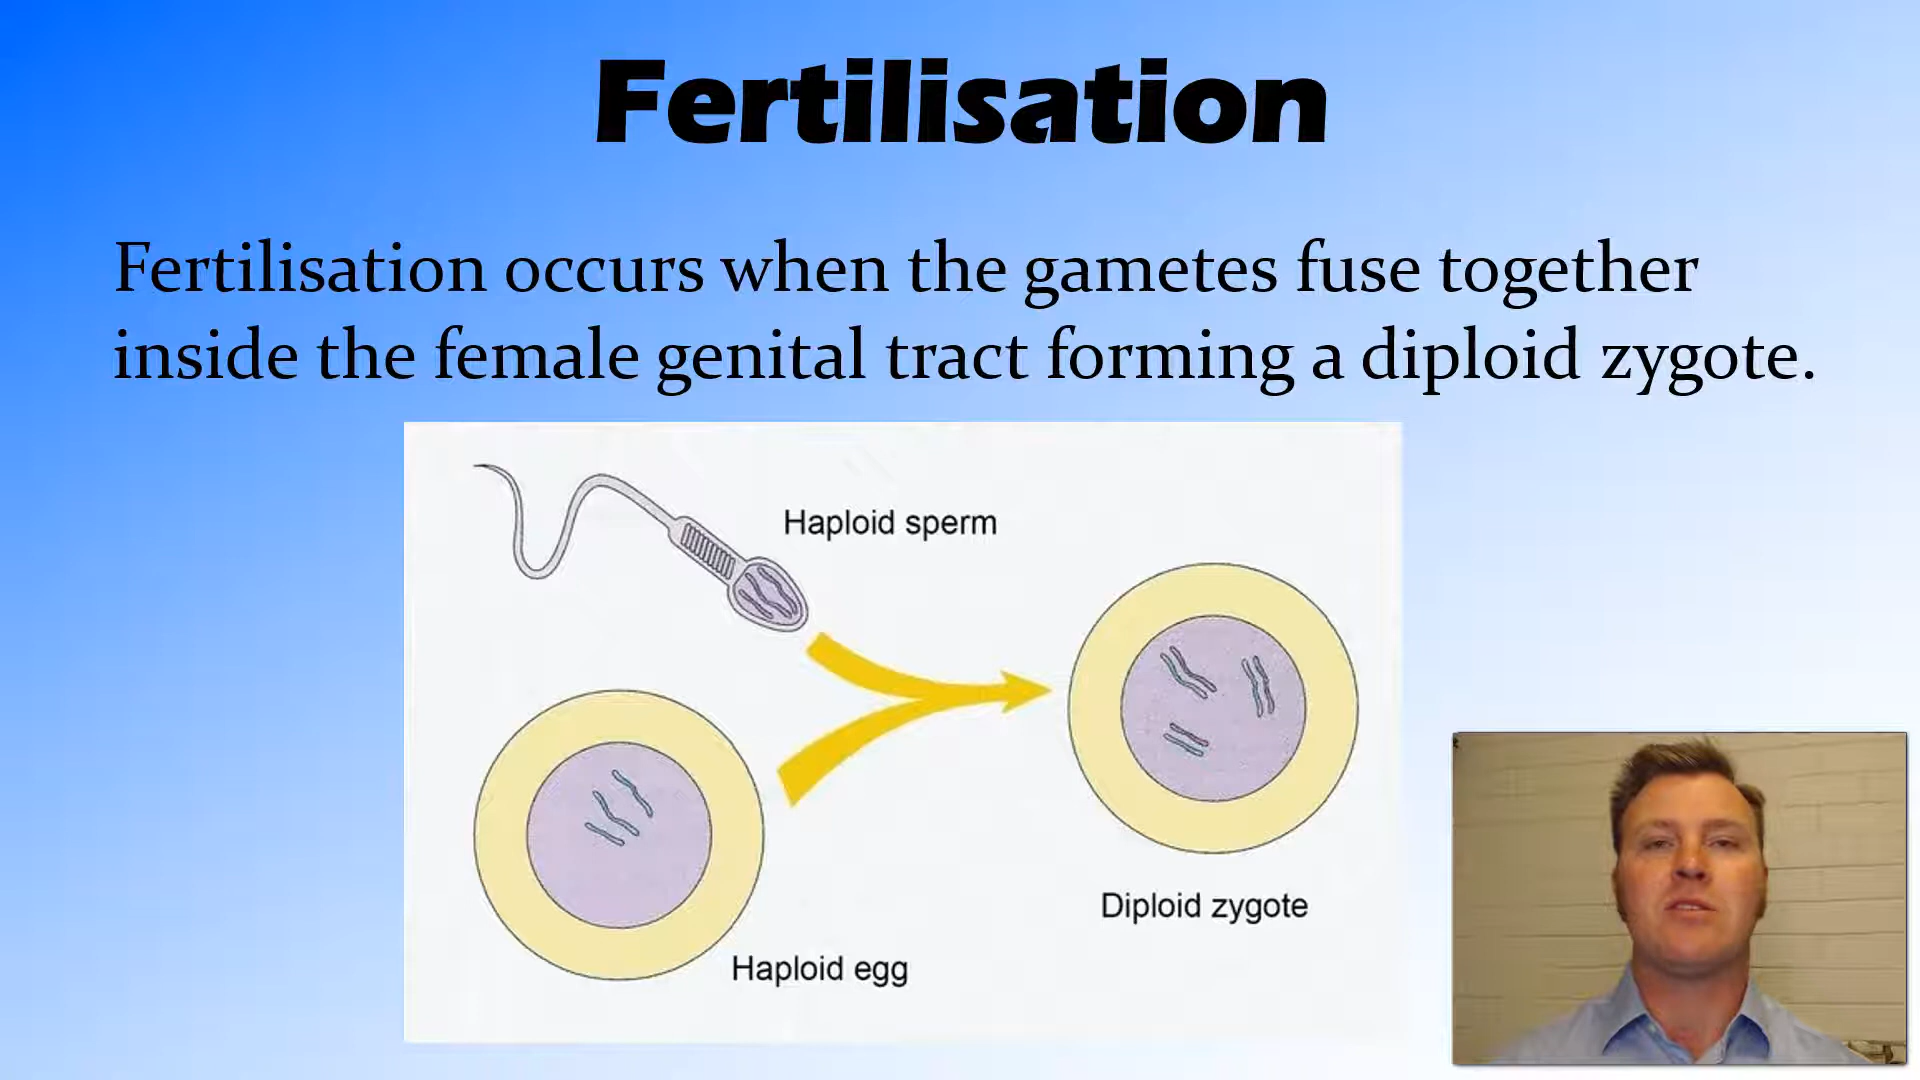 Fertilisation
Fertilisation occurs when the gametes fuse together
inside the female genital tract forming a diploid zygote.
Haploid sperm
Diploid zygote
Haploid egg